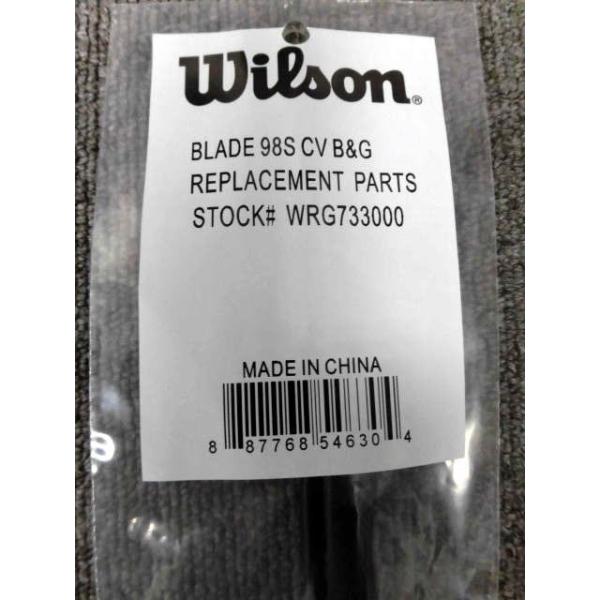 Wilson®
BLADE 98S CV B&G
REPLACEMENT PARTS
STOCK# WRG733000
MADE IN CHINA
8 87768 54630 4